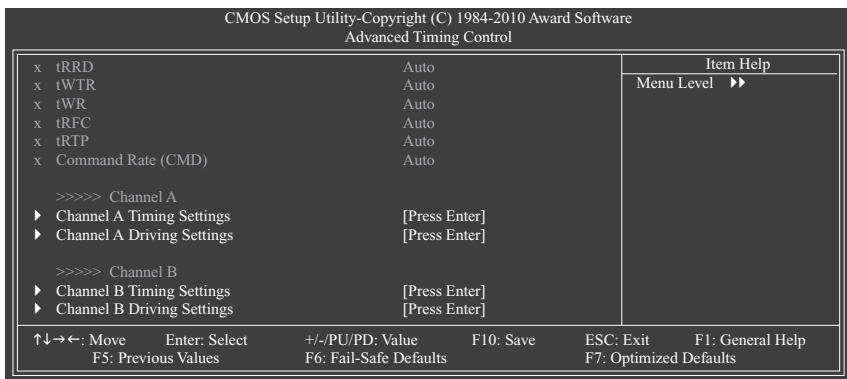 CMOS Setup Utility-Copyright (C) 1984-2010 Award Software
Advanced Timing Control
x tRRD Auto
x tWTR Auto
x tWR Auto
x tRFC Auto
x tRTP Auto
x Command Rate (CMD) Auto
>>>>> Channel A
Channel A Timing Settings [Press Enter]
Channel A Driving Settings [Press Enter]
>>>>> Channel B
Channel B Timing Settings [Press Enter]
Channel B Driving Settings [Press Enter]
Item Help
Menu Level ▶▶
↑↓→←: Move Enter: Select +/-/PU/PD: Value F10: Save ESC: Exit F1: General Help
F5: Previous Values F6: Fail-Safe Defaults F7: Optimized Defaults